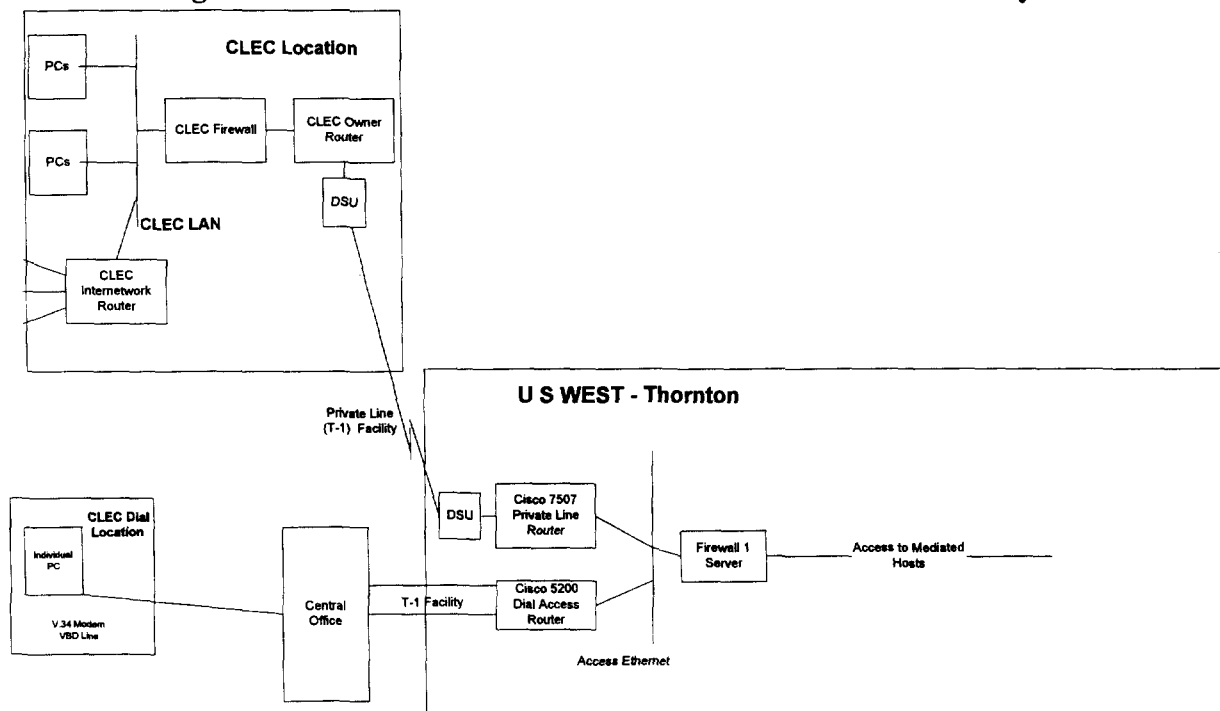 CLEC Location
PCs
CLEC Firewall
CLEC Owner
Router
PCs
DSU
CLEC LAN
CLEC
Internetwork
Router
U S WEST - Thornton
Private Line
(T-1) Facility
DSU
Cisco 7507
Private Line
Router
CLEC Dial
Location
Individual
PC
V.34 Modem
VBD Line
Central
Office
T-1 Facility
Cisco 5200
Dial Access
Router
Firewall 1
Server
Access to Mediated
Hosts
Access Ethernet